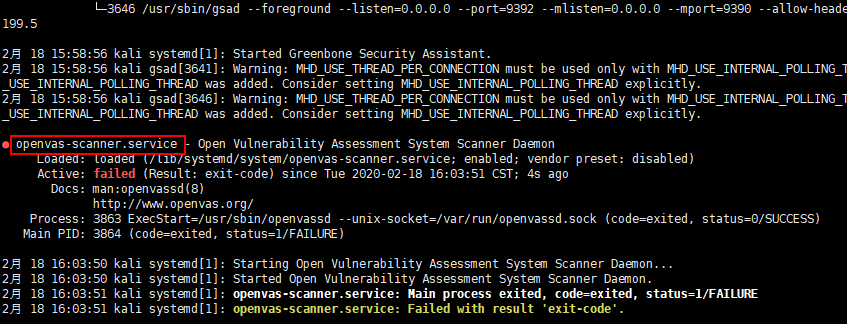 └─3646 /usr/sbin/gsad --foreground --listen=0.0.0.0 --port=9392 --mlisten=0.0.0.0 --mport=9390 --allow-heade
199.5
2月 18 15:58:56 kali systemd[1]: Started Greenbone Security Assistant.
2月 18 15:58:56 kali gsad[3641]: Warning: MHD_USE_THREAD_PER_CONNECTION must be used only with MHD_USE_INTERNAL_POLLING_T
_USE_INTERNAL_POLLING_THREAD was added. Consider setting MHD_USE_INTERNAL_POLLING_THREAD explicitly.
2月 18 15:58:56 kali gsad[3646]: Warning: MHD_USE_THREAD_PER_CONNECTION must be used only with MHD_USE_INTERNAL_POLLING_T
_USE_INTERNAL_POLLING_THREAD was added. Consider setting MHD_USE_INTERNAL_POLLING_THREAD explicitly.
● openvas-scanner.service - Open Vulnerability Assessment System Scanner Daemon
Loaded: loaded (/lib/systemd/system/openvas-scanner.service; enabled; vendor preset: disabled)
Active: failed (Result: exit-code) since Tue 2020-02-18 16:03:51 CST; 4s ago
Docs: man:openvassd(8)
http://www.openvas.org/
Process: 3863 ExecStart=/usr/sbin/openvassd --unix-socket=/var/run/openvassd.sock (code=exited, status=0/SUCCESS)
Main PID: 3864 (code=exited, status=1/FAILURE)
2月 18 16:03:50 kali systemd[1]: Starting Open Vulnerability Assessment System Scanner Daemon...
2月 18 16:03:50 kali systemd[1]: Started Open Vulnerability Assessment System Scanner Daemon.
2月 18 16:03:51 kali systemd[1]: openvas-scanner.service: Main process exited, code=exited, status=1/FAILURE
2月 18 16:03:51 kali systemd[1]: openvas-scanner.service: Failed with result 'exit-code'.